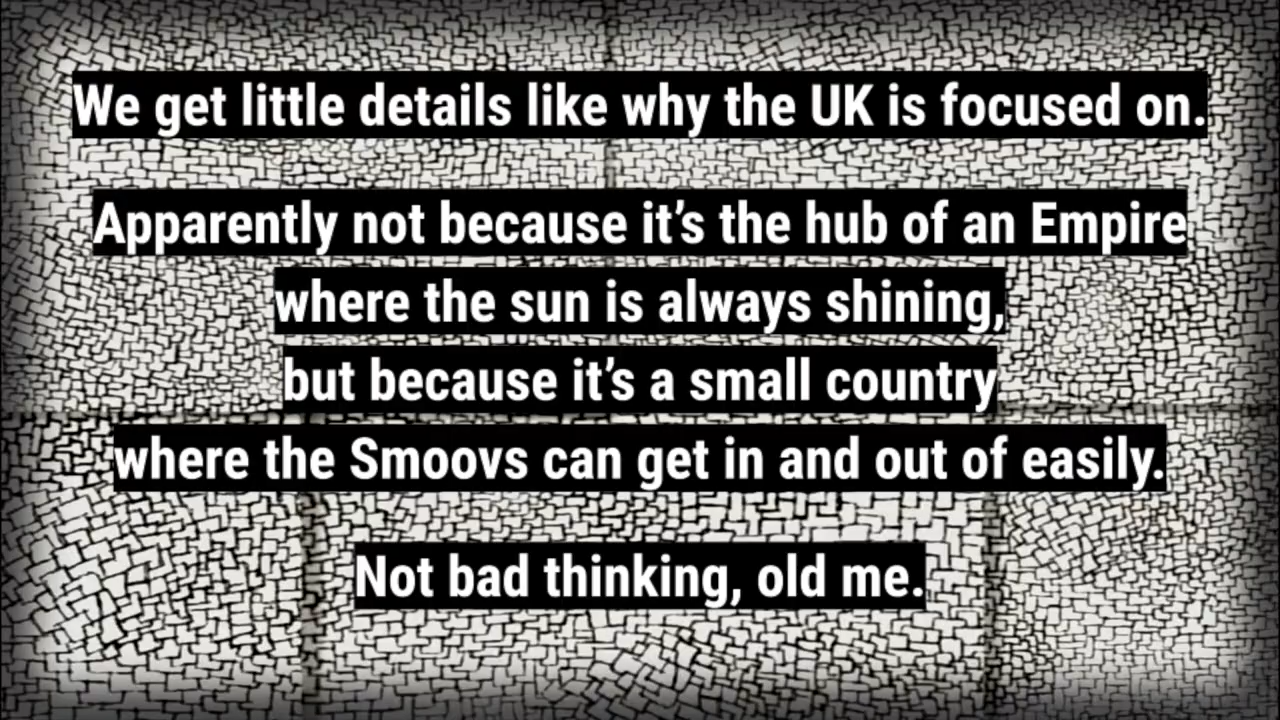 We get little details like why the UK is focused on.
Apparently not because it’s the hub of an Empire
where the sun is always shining,
but because it’s a small country
where the Smoovs can get in and out of easily.
Not bad thinking, old me.